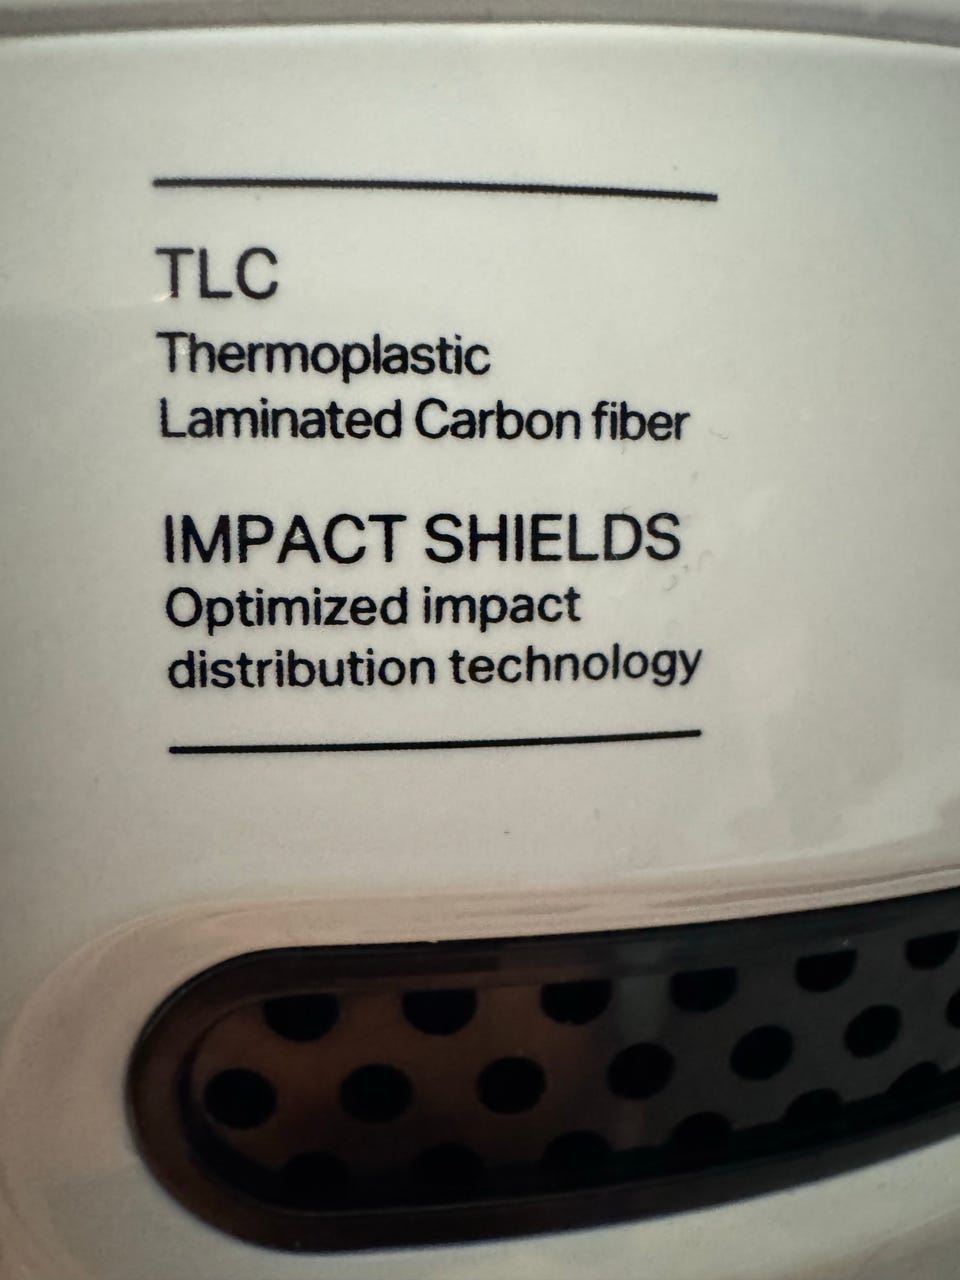 TLC
Thermoplastic
Laminated Carbon fiber
IMPACT SHIELDS
Optimized impact
distribution technology